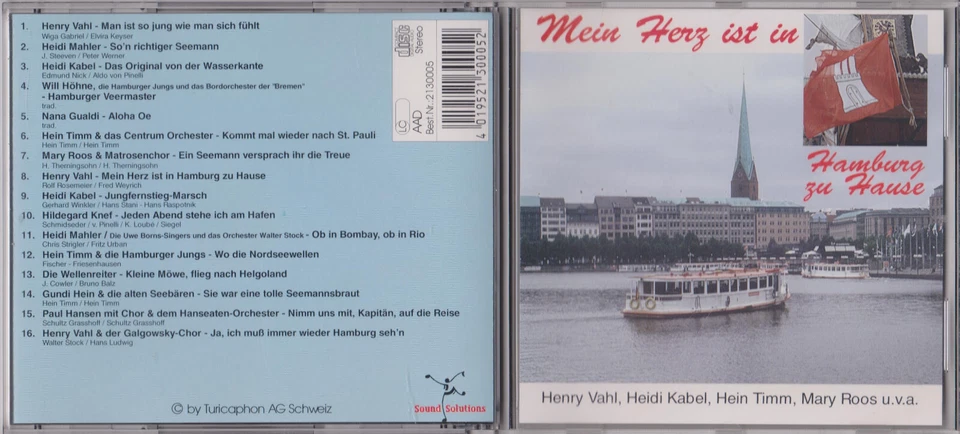 1. Henry Vahl - Man ist so jung wie man sich fühlt
Wiga Gabriel / Elvira Keyser
2. Heidi Mahler - So'n richtiger Seemann
J. Steeven / Peter Werner
3. Heidi Kabel - Das Original von der Wasserkante
Edmund Nick / Aldo von Pinelli
4. Will Höhne, die Hamburger Jungs und das Bordorchester der "Bremen"
- Hamburger Veermaster
trad.
5. Nana Gualdi - Aloha Oe
trad.
6. Hein Timm & das Centrum Orchester - Kommt mal wieder nach St. Pauli
Hein Timm / Hein Timm
7. Mary Roos & Matrosenchor - Ein Seemann versprach ihr die Treue
H. Themingsohn / H. Themingsohn
8. Henry Vahl - Mein Herz ist in Hamburg zu Hause
Rolf Rosemeier / Fred Weyrich
9. Heidi Kabel - Jungfernstieg-Marsch
Gerhard Winkler / Hans Stani - Hans Raspotnik
10. Hildegard Knef - Jeden Abend stehe ich am Hafen
Schmidseder / v. Pinelli / K. Loubé / Siegel
11. Heidi Mahler / Die Uwe Borns-Singers und das Orchester Walter Stock - Ob in Bombay, ob in Rio
Chris Strigler / Fritz Urban
12. Hein Timm & die Hamburger Jungs - Wo die Nordseewellen
Fischer - Friesenhausen
13. Die Wellenreiter - Kleine Möwe, flieg nach Helgoland
J. Cowler / Bruno Balz
14. Gundi Hein & die alten Seebären - Sie war eine tolle Seemannsbraut
Hein Timm / Hein Timm
15. Paul Hansen mit Chor & dem Hanseaten-Orchester - Nimm uns mit, Kapitän, auf die Reise
Schultz Grasshoff / Schultz Grasshoff
16. Henry Vahl & der Galgowsky-Chor - Ja, ich muß immer wieder Hamburg seh'n
Walter Stock / Hans Ludwig
© by Turicaphon AG Schweiz
Sound Solutions
disc
Stereo
LC
AAD
Best.Nr.: 2130005
4 019521 300052
Mein Herz ist in
Hamburg
zu Hause
Henry Vahl, Heidi Kabel, Hein Timm, Mary Roos u.v.a.